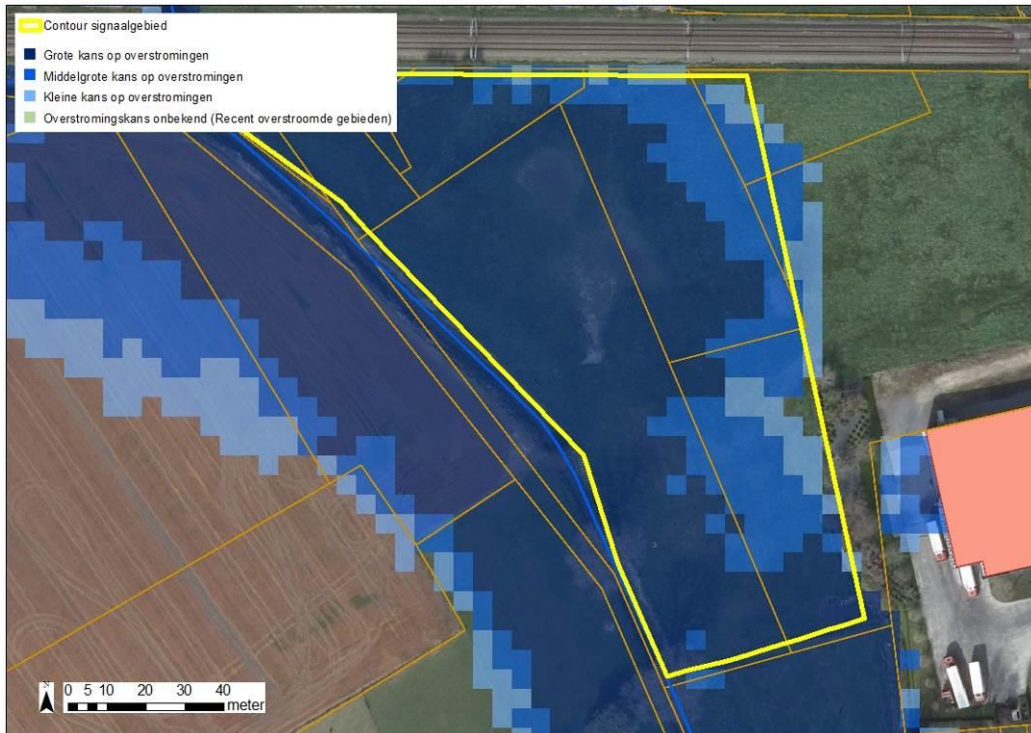 Contour signaalgebied
Grote kans op overstromingen
Middelgrote kans op overstromingen
Kleine kans op overstromingen
Overstromingskans onbekend (Recent overstroomde gebieden)
N
0 5 10 20 30 40
meter